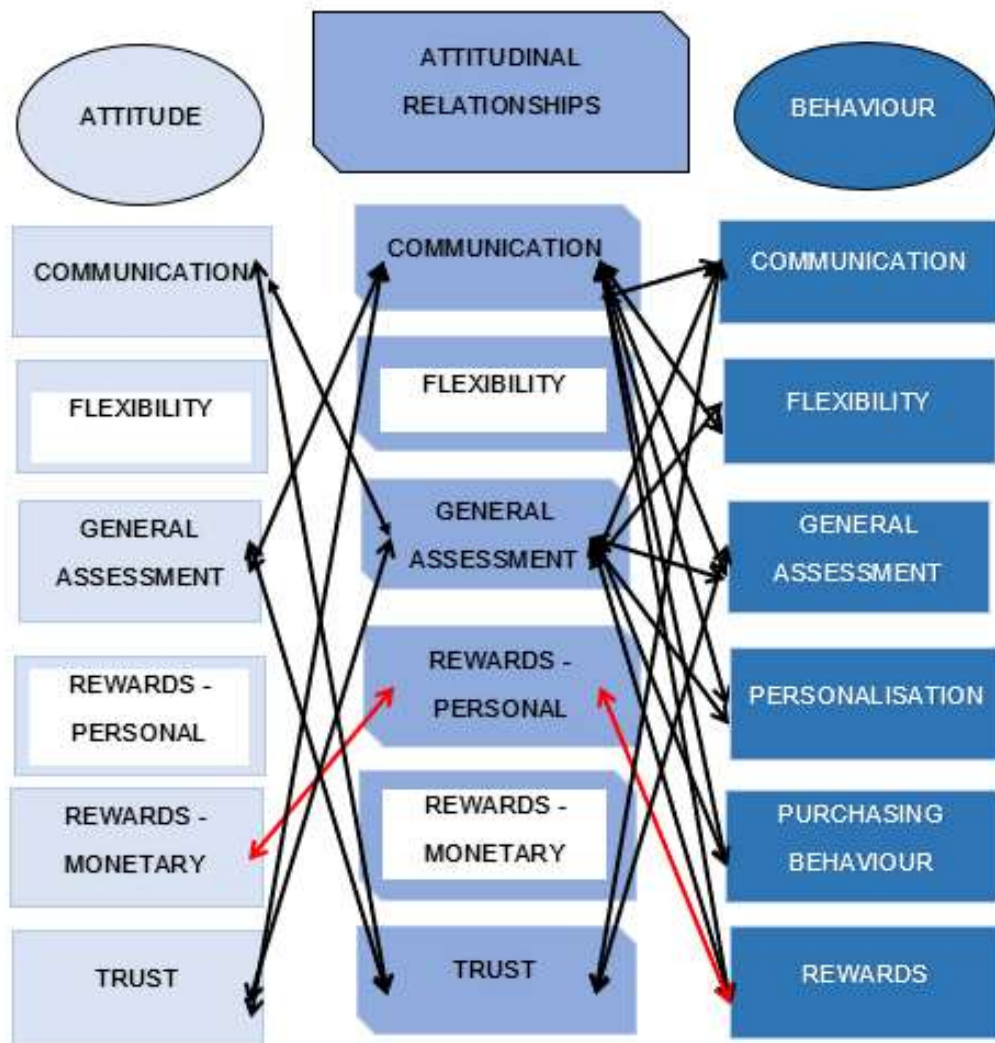 ATTITUDE
ATTITUDINAL
RELATIONSHIPS
BEHAVIOUR
COMMUNICATION
COMMUNICATION
COMMUNICATION
FLEXIBILITY
FLEXIBILITY
FLEXIBILITY
GENERAL
ASSESSMENT
GENERAL
ASSESSMENT
GENERAL
ASSESSMENT
REWARDS -
PERSONAL
REWARDS -
PERSONAL
PERSONALISATION
REWARDS -
MONETARY
REWARDS -
MONETARY
PURCHASING
BEHAVIOUR
TRUST
TRUST
REWARDS